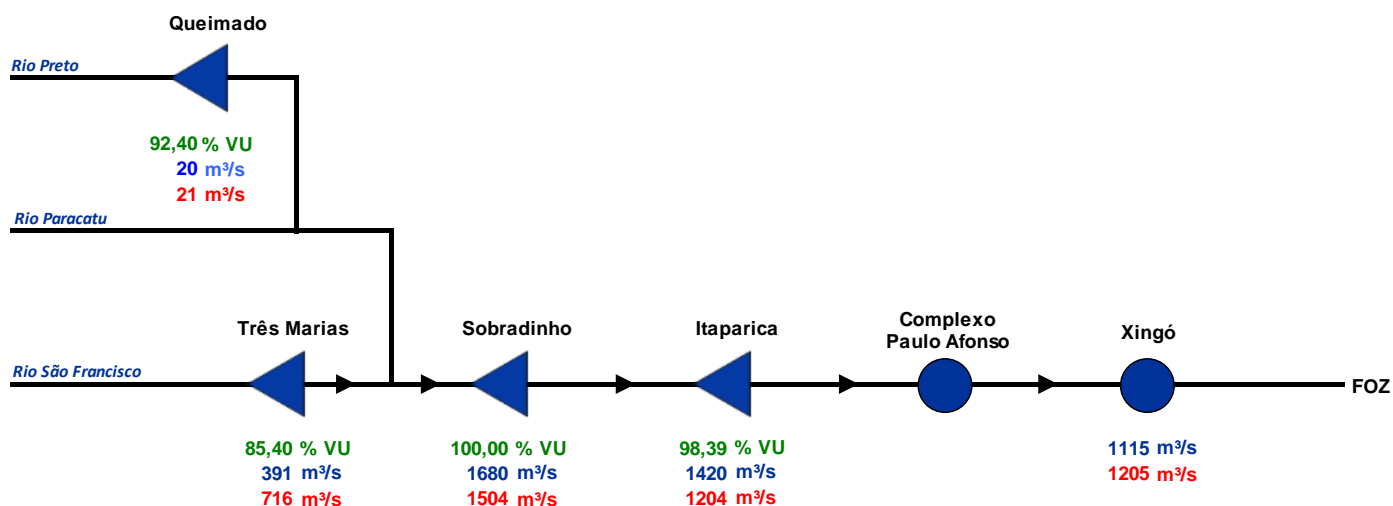 Queimado
Rio Preto
92,40 % VU
20 m³/s
21 m³/s
Rio Paracatu
Três Marias
Sobradinho
Itaparica
Complexo
Paulo Afonso
Xingó
Rio São Francisco
FOZ
85,40 % VU
391 m³/s
716 m³/s
100,00 % VU
1680 m³/s
1504 m³/s
98,39 % VU
1420 m³/s
1204 m³/s
1115 m³/s
1205 m³/s